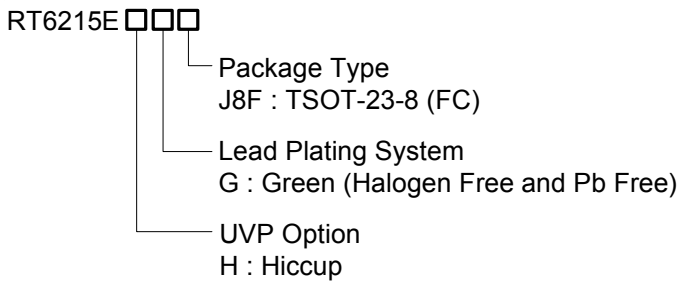 RT6215E
Package Type
J8F : TSOT-23-8 (FC)
Lead Plating System
G : Green (Halogen Free and Pb Free)
UVP Option
H : Hiccup